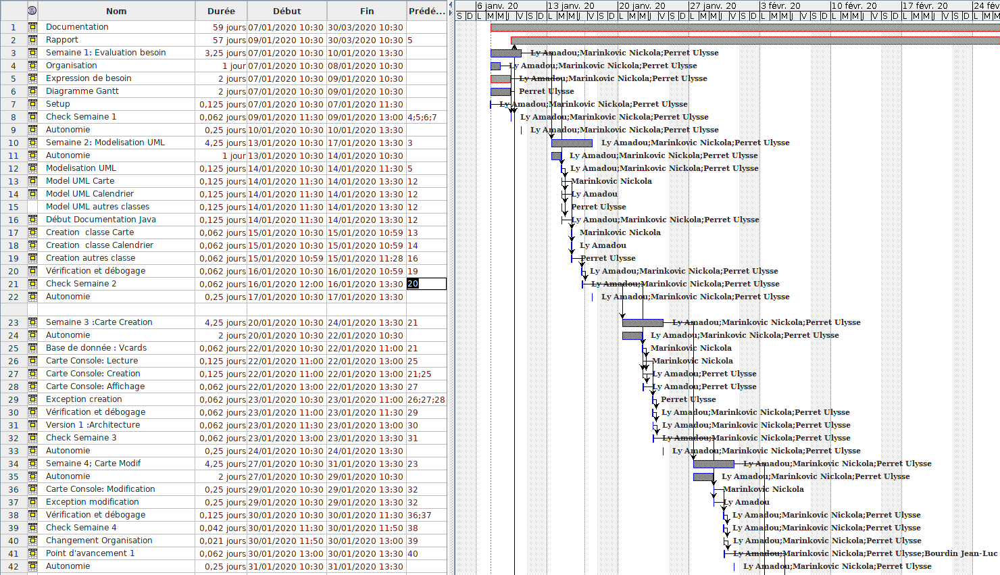 Nom Durée Début Fin Prédé... 6 janv. 20 13 janv. 20 20 janv. 20 27 janv. 20 3 févr. 20 10 févr. 20 17 févr. 20 24 fév
S D L M M J V S D L M M J V S D L M M J V S D L M M J V S D L M M J V S D L M M J V S D L M M J V S D L M M
1 Documentation 59 jours 07/01/2020 10:30 30/03/2020 10:30
2 Rapport 57 jours 09/01/2020 10:30 30/03/2020 10:30 5
3 Semaine 1: Evaluation besoin 3,25 jours 07/01/2020 10:30 10/01/2020 13:30 Ly Amadou;Marinkovic Nickola;Perret Ulysse
4 Organisation 1 jour 07/01/2020 10:30 08/01/2020 10:30 Ly Amadou;Marinkovic Nickola;Perret Ulysse
5 Expression de besoin 2 jours 07/01/2020 10:30 09/01/2020 10:30 Ly Amadou;Marinkovic Nickola;Perret Ulysse
6 Diagramme Gantt 2 jours 07/01/2020 10:30 09/01/2020 10:30 Perret Ulysse
7 Setup 0,125 jours 07/01/2020 10:30 07/01/2020 11:30 Ly Amadou;Marinkovic Nickola;Perret Ulysse
8 Check Semaine 1 0,062 jours 09/01/2020 11:30 09/01/2020 13:00 4;5;6;7 Ly Amadou;Marinkovic Nickola;Perret Ulysse
9 Autonomie 0,25 jours 10/01/2020 10:30 10/01/2020 13:30 Ly Amadou;Marinkovic Nickola;Perret Ulysse
10 Semaine 2: Modelisation UML 4,25 jours 13/01/2020 10:30 17/01/2020 13:30 3 Ly Amadou;Marinkovic Nickola;Perret Ulysse
11 Autonomie 1 jour 13/01/2020 10:30 14/01/2020 10:30 Ly Amadou;Marinkovic Nickola;Perret Ulysse
12 Modelisation UML 0,125 jours 14/01/2020 10:30 14/01/2020 11:30 5 Ly Amadou;Marinkovic Nickola;Perret Ulysse
13 Model UML Carte 0,125 jours 14/01/2020 11:30 14/01/2020 13:30 12 Marinkovic Nickola
14 Model UML Calendrier 0,125 jours 14/01/2020 11:30 14/01/2020 13:30 12 Ly Amadou
15 Model UML autres classes 0,125 jours 14/01/2020 11:30 14/01/2020 13:30 12 Perret Ulysse
16 Début Documentation Java 0,125 jours 14/01/2020 11:30 14/01/2020 13:30 12 Ly Amadou;Marinkovic Nickola;Perret Ulysse
17 Creation classe Carte 0,062 jours 15/01/2020 10:30 15/01/2020 10:59 13 Marinkovic Nickola
18 Creation classe Calendrier 0,062 jours 15/01/2020 10:30 15/01/2020 10:59 14 Ly Amadou
19 Creation autres classe 0,062 jours 15/01/2020 10:59 15/01/2020 11:28 16 Perret Ulysse
20 Vérification et débogage 0,062 jours 16/01/2020 10:30 16/01/2020 10:59 19 Ly Amadou;Marinkovic Nickola;Perret Ulysse
21 Check Semaine 2 0,062 jours 16/01/2020 12:00 16/01/2020 13:30 20 Ly Amadou;Marinkovic Nickola;Perret Ulysse
22 Autonomie 0,25 jours 17/01/2020 10:30 17/01/2020 13:30 Ly Amadou;Marinkovic Nickola;Perret Ulysse
23 Semaine 3 :Carte Creation 4,25 jours 20/01/2020 10:30 24/01/2020 13:30 21 Ly Amadou;Marinkovic Nickola;Perret Ulysse
24 Autonomie 2 jours 20/01/2020 10:30 22/01/2020 10:30 Ly Amadou;Marinkovic Nickola;Perret Ulysse
25 Base de donnée : Vcards 0,062 jours 22/01/2020 10:30 22/01/2020 11:00 21 Marinkovic Nickola
26 Carte Console: Lecture 0,125 jours 22/01/2020 11:00 22/01/2020 13:00 25 Marinkovic Nickola
27 Carte Console: Creation 0,125 jours 22/01/2020 11:00 22/01/2020 13:00 21;25 Ly Amadou;Perret Ulysse
28 Carte Console: Affichage 0,062 jours 22/01/2020 13:00 22/01/2020 13:30 27 Ly Amadou;Perret Ulysse
29 Exception creation 0,062 jours 23/01/2020 10:30 23/01/2020 11:00 26;27;28 Perret Ulysse
30 Vérification et débogage 0,062 jours 23/01/2020 11:00 23/01/2020 11:30 29 Ly Amadou;Marinkovic Nickola;Perret Ulysse
31 Version 1 :Architecture 0,062 jours 23/01/2020 11:30 23/01/2020 13:00 30 Ly Amadou;Marinkovic Nickola;Perret Ulysse
32 Check Semaine 3 0,062 jours 23/01/2020 13:00 23/01/2020 13:30 31 Ly Amadou;Marinkovic Nickola;Perret Ulysse
33 Autonomie 0,25 jours 24/01/2020 10:30 24/01/2020 13:30 Ly Amadou;Marinkovic Nickola;Perret Ulysse
34 Semaine 4; Carte Modif 4,25 jours 27/01/2020 10:30 31/01/2020 13:30 23 Ly Amadou;Marinkovic Nickola;Perret Ulysse
35 Autonomie 2 jours 27/01/2020 10:30 29/01/2020 10:30 Ly Amadou;Marinkovic Nickola;Perret Ulysse
36 Carte Console: Modification 0,25 jours 29/01/2020 10:30 29/01/2020 13:30 32 Marinkovic Nickola
37 Exception modification 0,25 jours 29/01/2020 10:30 29/01/2020 13:30 32 Ly Amadou
38 Vérification et débogage 0,125 jours 30/01/2020 10:30 30/01/2020 11:30 36;37 Ly Amadou;Marinkovic Nickola;Perret Ulysse
39 Check Semaine 4 0,042 jours 30/01/2020 11:30 30/01/2020 11:50 38 Ly Amadou;Marinkovic Nickola;Perret Ulysse
40 Changement Organisation 0,021 jours 30/01/2020 11:50 30/01/2020 13:00 39 Ly Amadou;Marinkovic Nickola;Perret Ulysse
41 Point d'avancement 1 0,062 jours 30/01/2020 13:00 30/01/2020 13:30 40 Ly Amadou;Marinkovic Nickola;Perret Ulysse;Bourdin Jean-Luc
42 Autonomie 0,25 jours 31/01/2020 10:30 31/01/2020 13:30 Ly Amadou;Marinkovic Nickola;Perret Ulysse